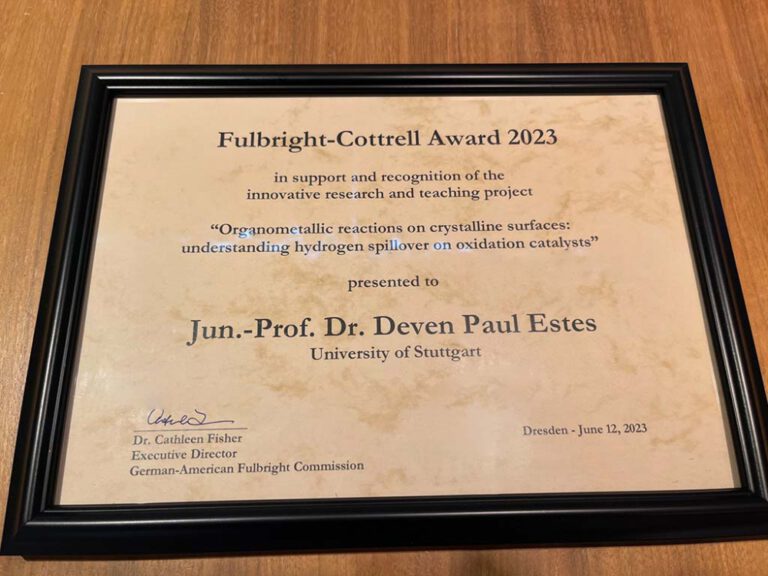 Fulbright-Cottrell Award 2023
in support and recognition of the
innovative research and teaching project
“Organometallic reactions on crystalline surfaces:
understanding hydrogen spillover on oxidation catalysts”
presented to
Jun.-Prof. Dr. Deven Paul Estes
University of Stuttgart
Dr. Cathleen Fisher
Executive Director
German-American Fulbright Commission
Dresden - June 12, 2023